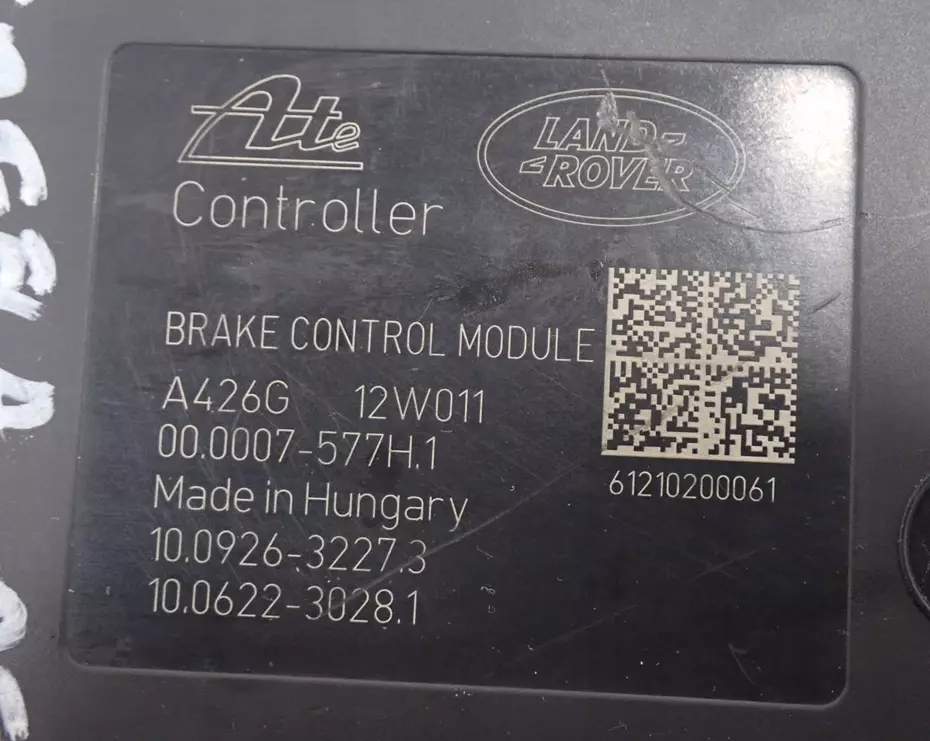 Ate
LAND-
-ROVER
Controller
BRAKE CONTROL MODULE
A426G 12W011
00.0007-577H.1
Made in Hungary
10.0926-3227.3
10.0622-3028.1
61210200061